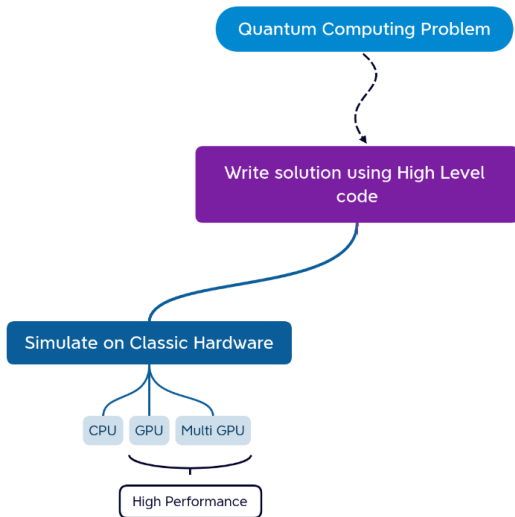 Quantum Computing Problem
Write solution using High Level
code
Simulate on Classic Hardware
CPU GPU Multi GPU
High Performance